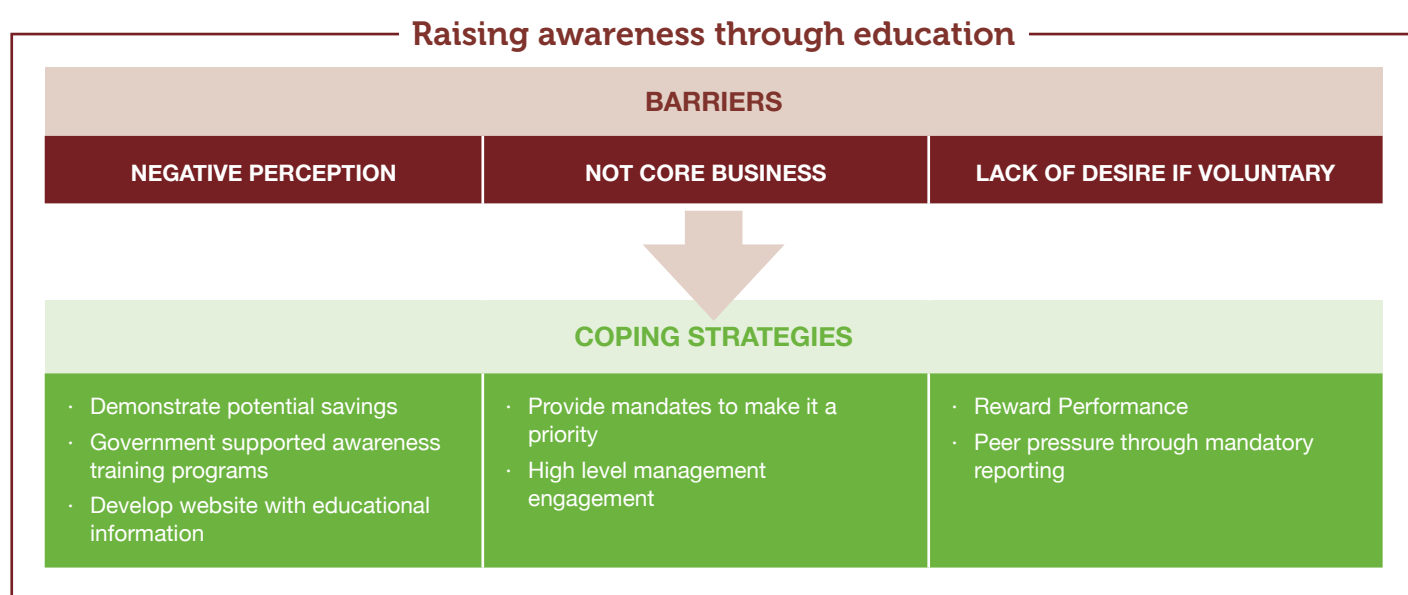 Raising awareness through education
BARRIERS
NEGATIVE PERCEPTION
NOT CORE BUSINESS
LACK OF DESIRE IF VOLUNTARY
COPING STRATEGIES
· Demonstrate potential savings
· Government supported awareness
training programs
· Develop website with educational
information
· Provide mandates to make it a
priority
· High level management
engagement
· Reward Performance
· Peer pressure through mandatory
reporting